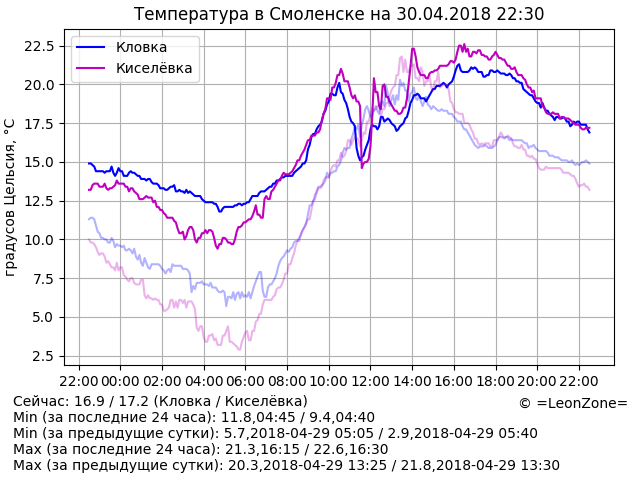 Температура в Смоленске на 30.04.2018 22:30
градусов Цельсия, °C
22.5
20.0
17.5
15.0
12.5
10.0
7.5
5.0
2.5
Кловка
Киселёвка
22:00 00:00 02:00 04:00 06:00 08:00 10:00 12:00 14:00 16:00 18:00 20:00 22:00
Сейчас: 16.9 / 17.2 (Кловка / Киселёвка)
© =LeonZone=
Min (за последние 24 часа): 11.8,04:45 / 9.4,04:40
Min (за предыдущие сутки): 5.7,2018-04-29 05:05 / 2.9,2018-04-29 05:40
Max (за последние 24 часа): 21.3,16:15 / 22.6,16:30
Max (за предыдущие сутки): 20.3,2018-04-29 13:25 / 21.8,2018-04-29 13:30